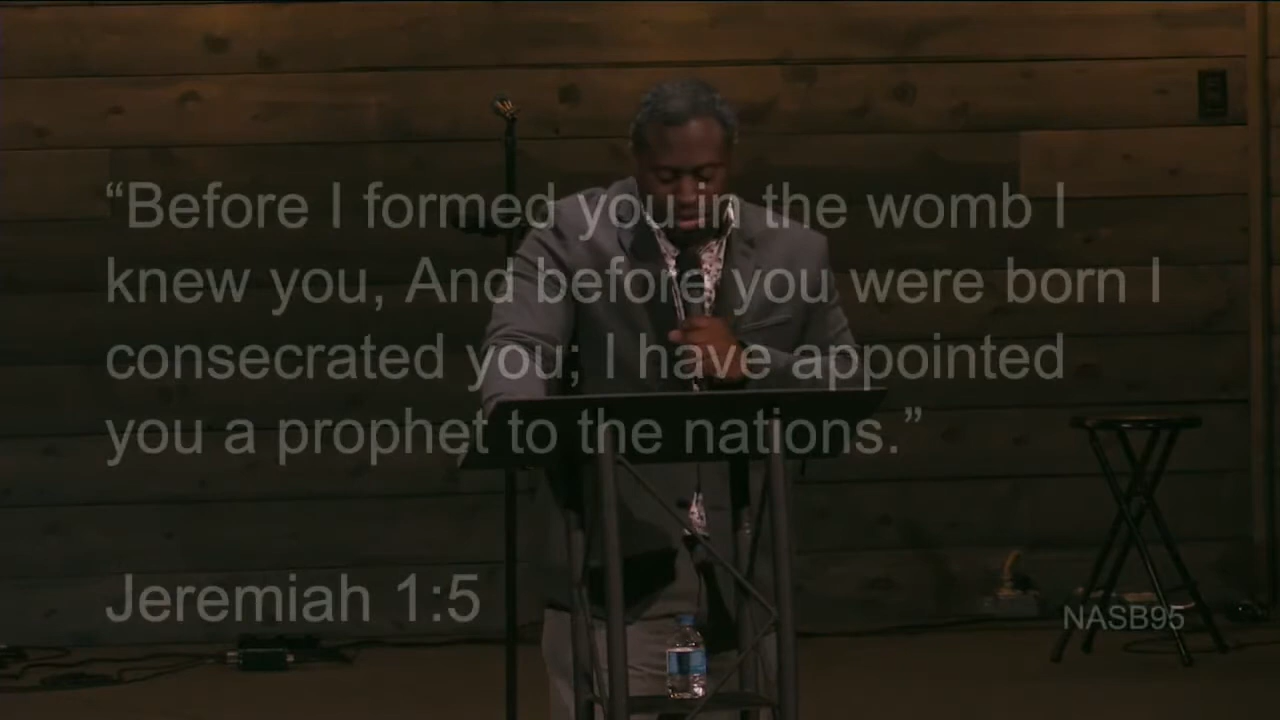 “Before I formed you in the womb I
knew you, And before you were born I
consecrated you; I have appointed
you a prophet to the nations.”
Jeremiah 1:5
NASB95